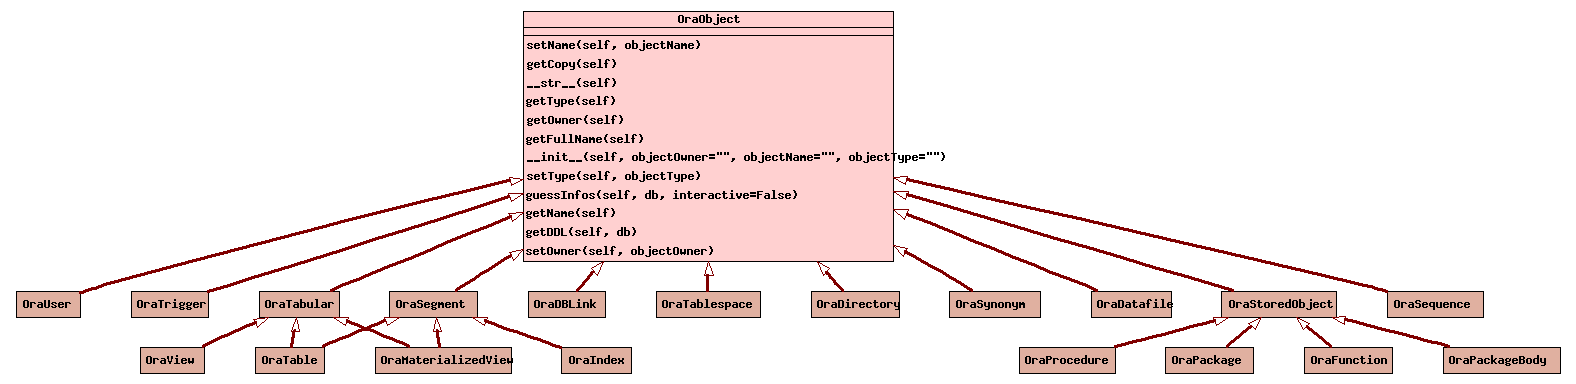 OraObject
setName(self, objectName)
getCopy(self)
__str__(self)
getType(self)
getOwner(self)
getFullName(self)
__init__(self, objectOwner="", objectName="", objectType="")
setType(self, objectType)
guessInfos(self, db, interactive=False)
getName(self)
getDDL(self, db)
setOwner(self, objectOwner)
OraUser
OraTrigger
OraTabular
OraSegment
OraDBLink
OraTablespace
OraDirectory
OraSynonym
OraDatafile
OraStoredObject
OraSequence
OraView
OraTable
OraMaterializedView
OraIndex
OraProcedure
OraPackage
OraFunction
OraPackageBody